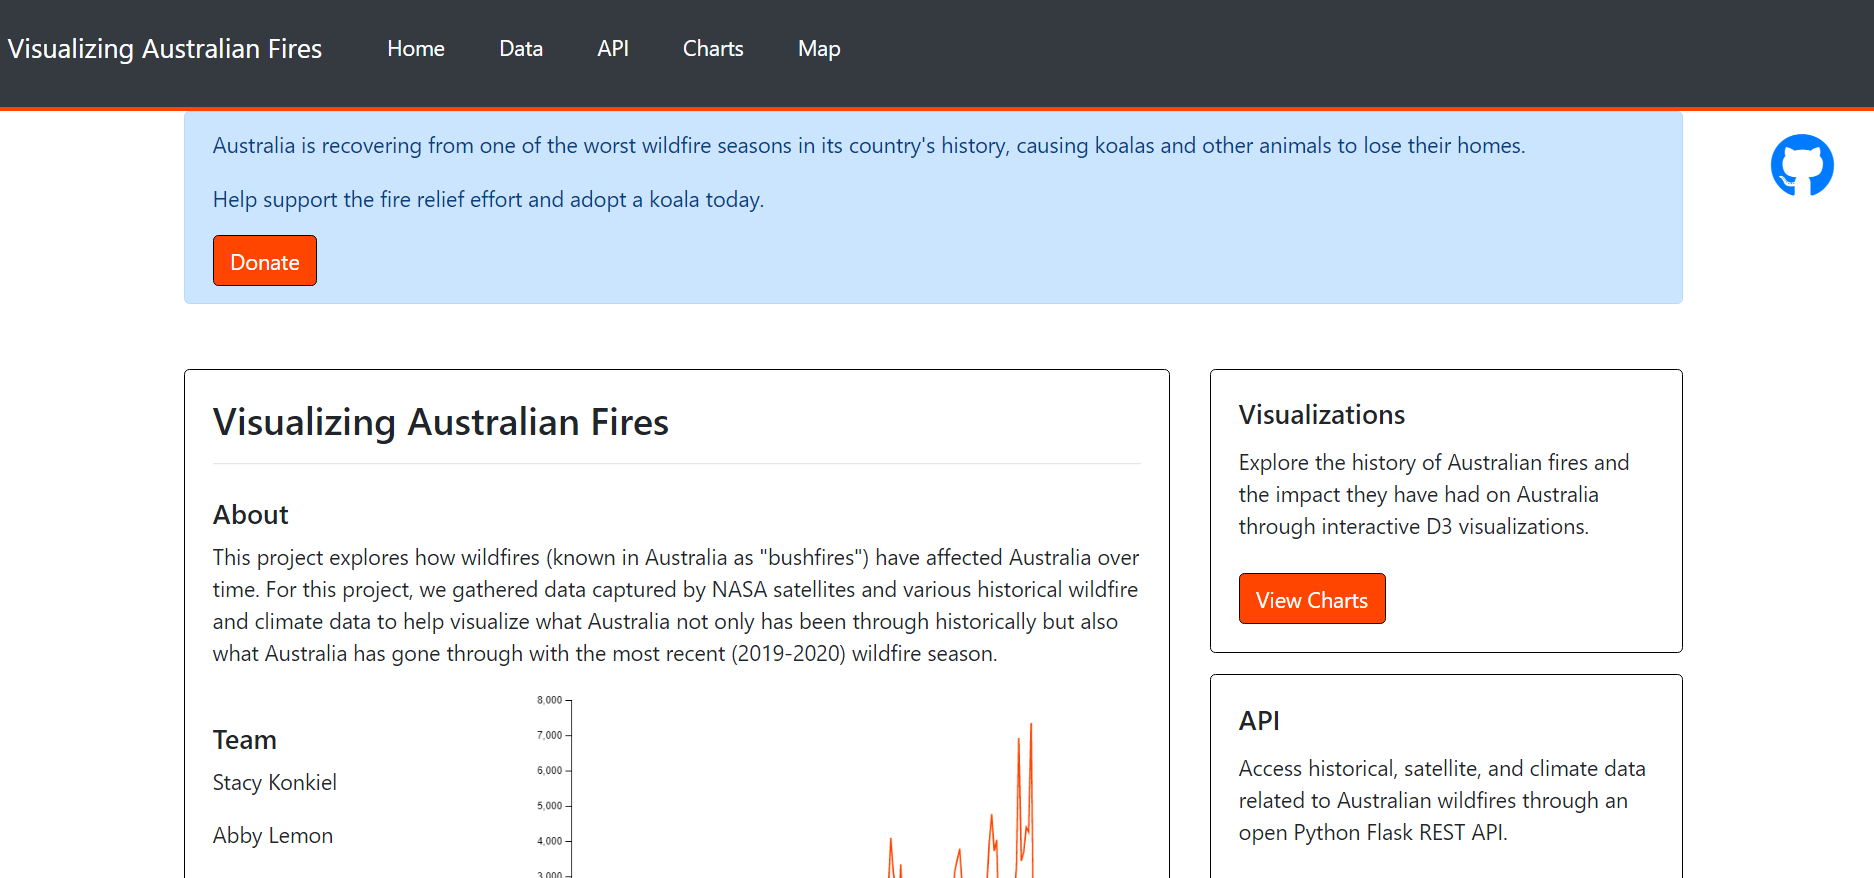 Visualizing Australian Fires Home Data API Charts Map
Australia is recovering from one of the worst wildfire seasons in its country's history, causing koalas and other animals to lose their homes.
Help support the fire relief effort and adopt a koala today.
Donate
Visualizing Australian Fires
About
This project explores how wildfires (known in Australia as "bushfires") have affected Australia over
time. For this project, we gathered data captured by NASA satellites and various historical wildfire
and climate data to help visualize what Australia not only has been through historically but also
what Australia has gone through with the most recent (2019-2020) wildfire season.
Team
Stacy Konkiel
Abby Lemon
8,000
7,000
6,000
5,000
4,000
3,000
Visualizations
Explore the history of Australian fires and
the impact they have had on Australia
through interactive D3 visualizations.
View Charts
API
Access historical, satellite, and climate data
related to Australian wildfires through an
open Python Flask REST API.